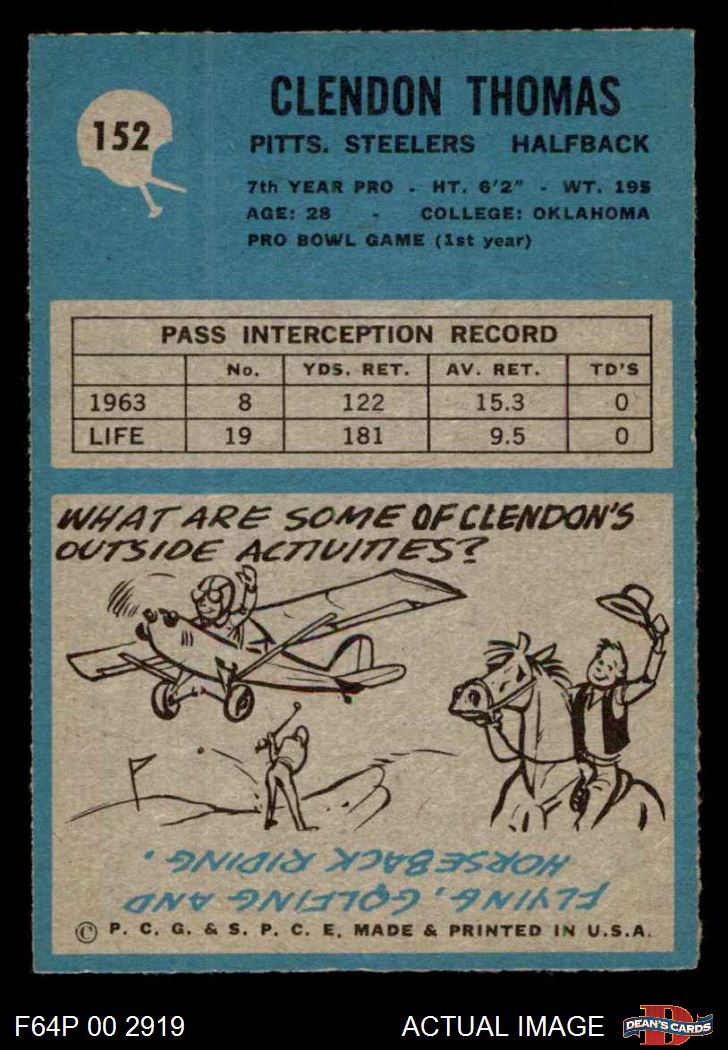 152
CLENDON THOMAS
PITTS. STEELERS HALFBACK
7th YEAR PRO - HT. 6'2" - WT. 195
AGE: 28 - COLLEGE: OKLAHOMA
PRO BOWL GAME (1st year)
PASS INTERCEPTION RECORD
No. YDS. RET. AV. RET. TD'S
1963 8 122 15.3 0
LIFE 19 181 9.5 0
WHAT ARE SOME OF CLENDON'S
OUTSIDE ACTIVITIES?
FLYING, GOLFING AND
HORSEBACK RIDING.
© P. C. G. & S. P. C. E. MADE & PRINTED IN U.S.A.
F64P 00 2919 ACTUAL IMAGE
D
DEAN'S CARDS